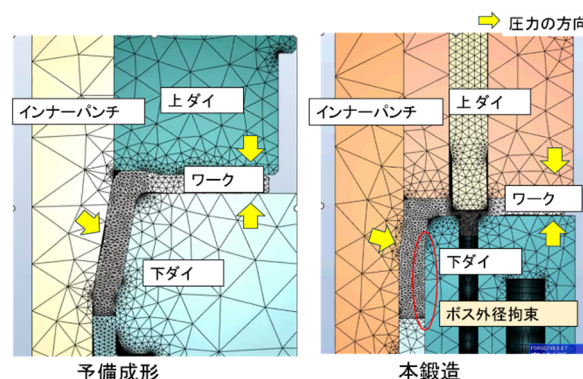 圧力の方向
インナーパンチ
上ダイ
ワーク
下ダイ
予備成形
インナーパンチ
上ダイ
ワーク
下ダイ
ボス外径拘束
本鍛造